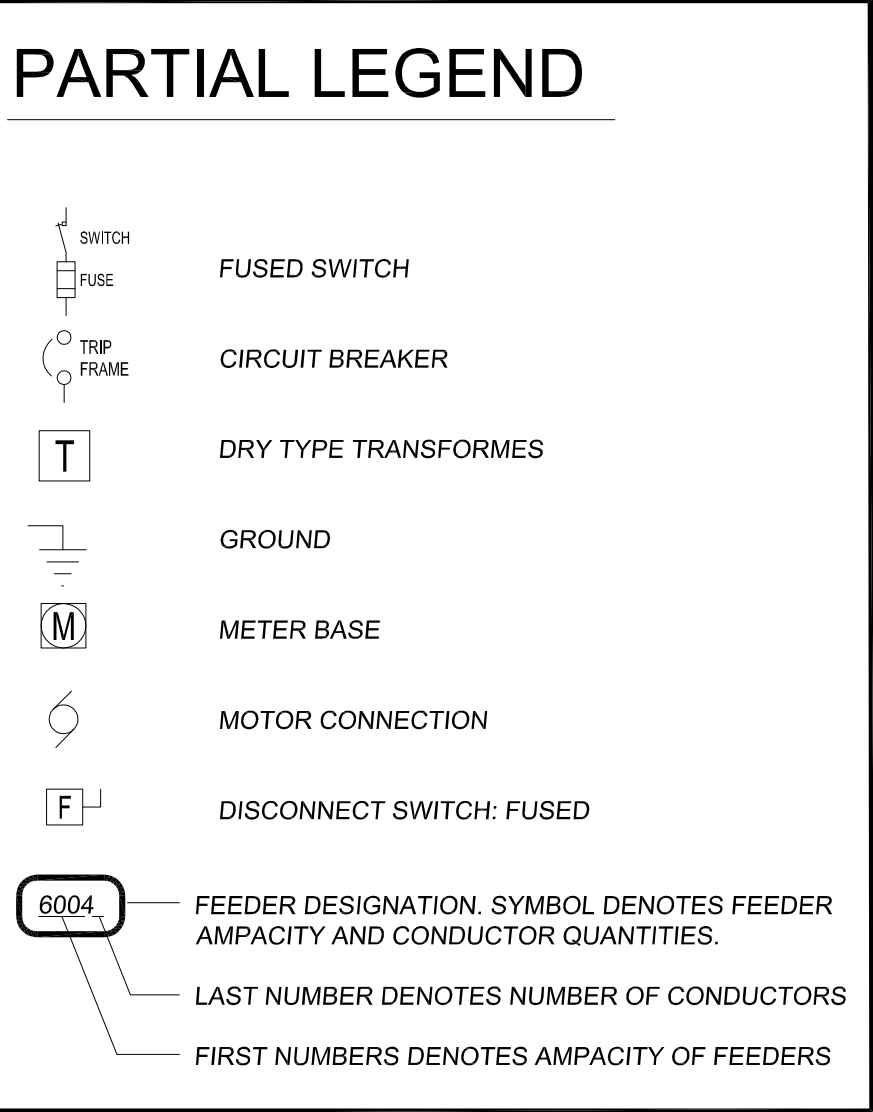 PARTIAL LEGEND
SWITCH
FUSE
FUSED SWITCH
TRIP
FRAME
CIRCUIT BREAKER
T
DRY TYPE TRANSFORMES
GROUND
M
METER BASE
MOTOR CONNECTION
F
DISCONNECT SWITCH: FUSED
6004
FEEDER DESIGNATION. SYMBOL DENOTES FEEDER
AMPACITY AND CONDUCTOR QUANTITIES.
LAST NUMBER DENOTES NUMBER OF CONDUCTORS
FIRST NUMBERS DENOTES AMPACITY OF FEEDERS